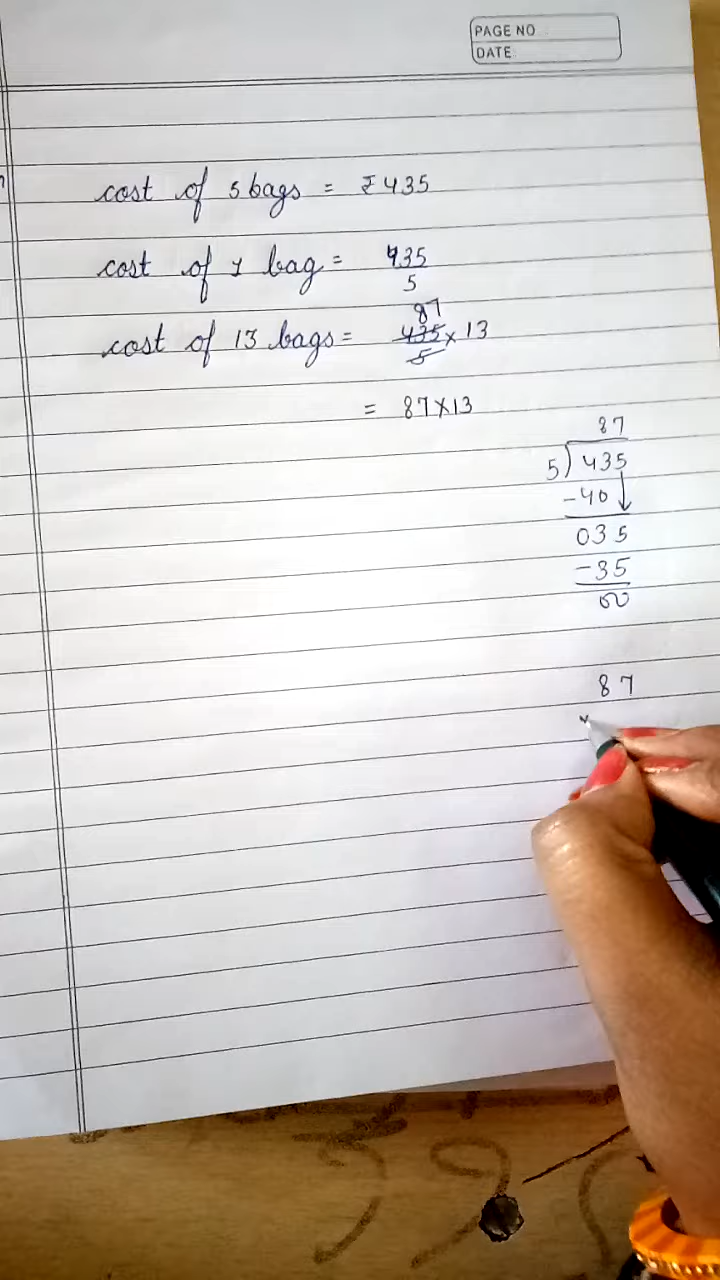 PAGE NO
DATE:
cost of 5 bags = ₹435
cost of 1 bag = 435
5
87
cost of 13 bags = 435 × 13
5
= 87×13
87
5) 435
-40
035
-35
00
87
×